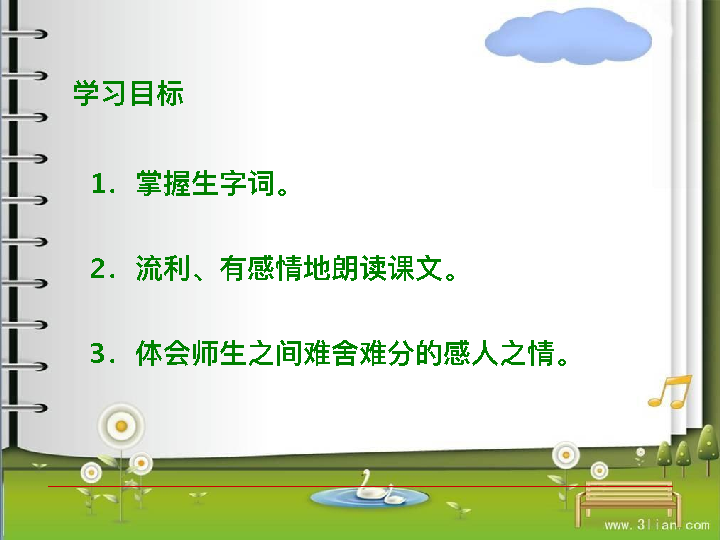 学习目标
1. 掌握生字词。
2. 流利、有感情地朗读课文。
3. 体会师生之间难舍难分的感人之情。
www.3lian.com